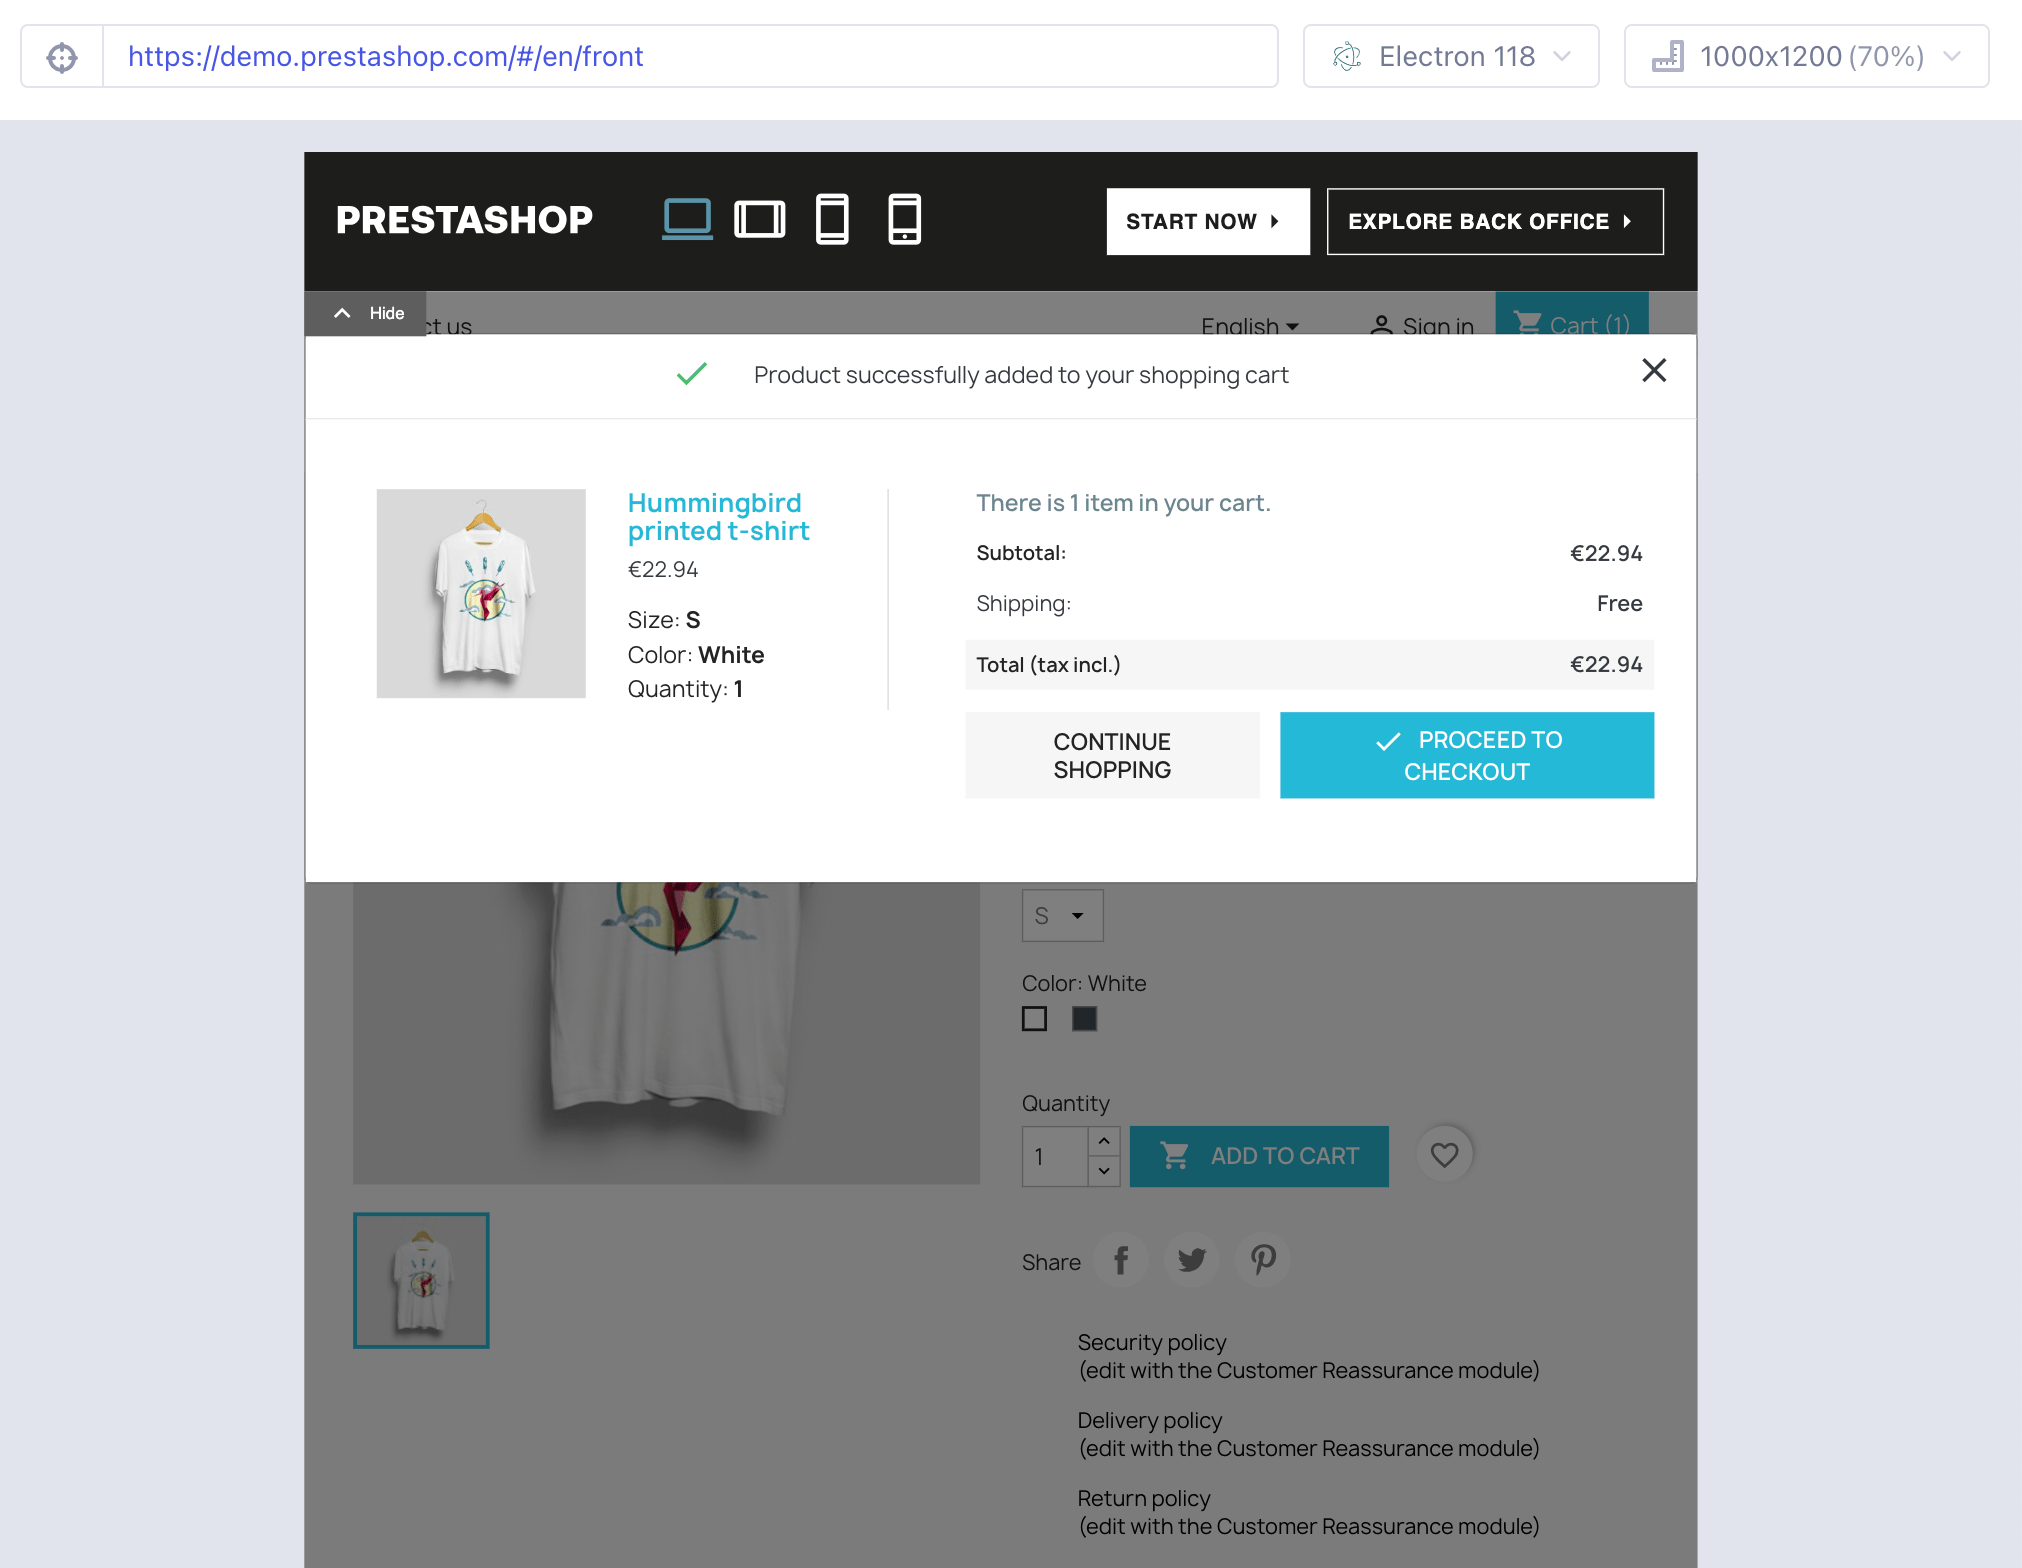 https://demo.prestashop.com/#/en/front
Electron 118
1000x1200 (70%)
PRESTASHOP
START NOW
EXPLORE BACK OFFICE
Hide
ct us
English
Sign in
Cart (1)
Product successfully added to your shopping cart
Hummingbird
printed t-shirt
€22.94
Size: S
Color: White
Quantity: 1
There is 1 item in your cart.
Subtotal: €22.94
Shipping: Free
Total (tax incl.) €22.94
CONTINUE
SHOPPING
PROCEED TO
CHECKOUT
S
Color: White
Quantity
1
ADD TO CART
Share
Security policy
(edit with the Customer Reassurance module)
Delivery policy
(edit with the Customer Reassurance module)
Return policy
(edit with the Customer Reassurance module)